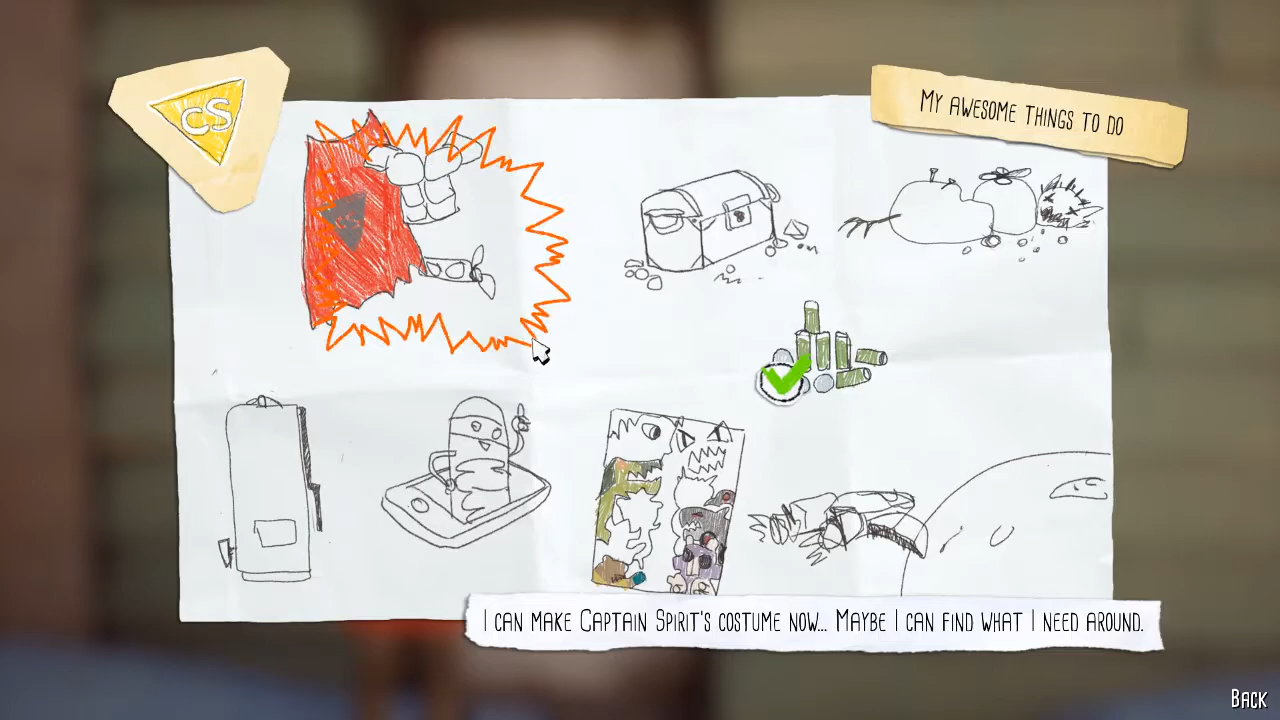 CS
MY AWESOME THINGS TO DO
I CAN MAKE CAPTAIN SPIRIT'S COSTUME NOW... MAYBE I CAN FIND WHAT I NEED AROUND.
BACK